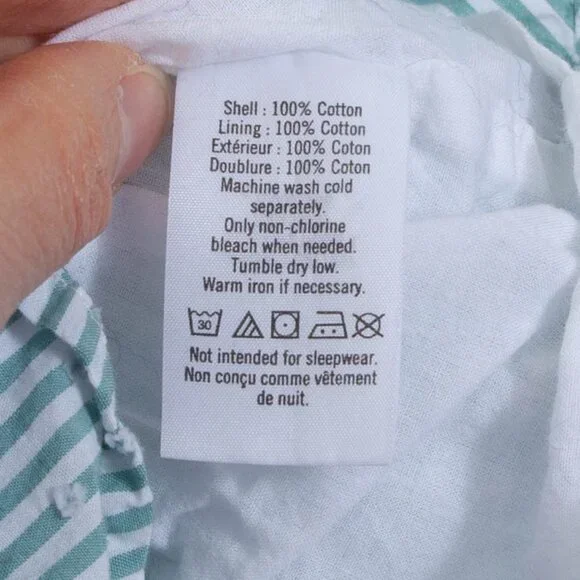 Shell : 100% Cotton
Lining : 100% Cotton
Extérieur : 100% Coton
Doublure : 100% Coton
Machine wash cold
separately.
Only non-chlorine
bleach when needed.
Tumble dry low.
Warm iron if necessary.
30
Not intended for sleepwear.
Non conçu comme vêtement
de nuit.